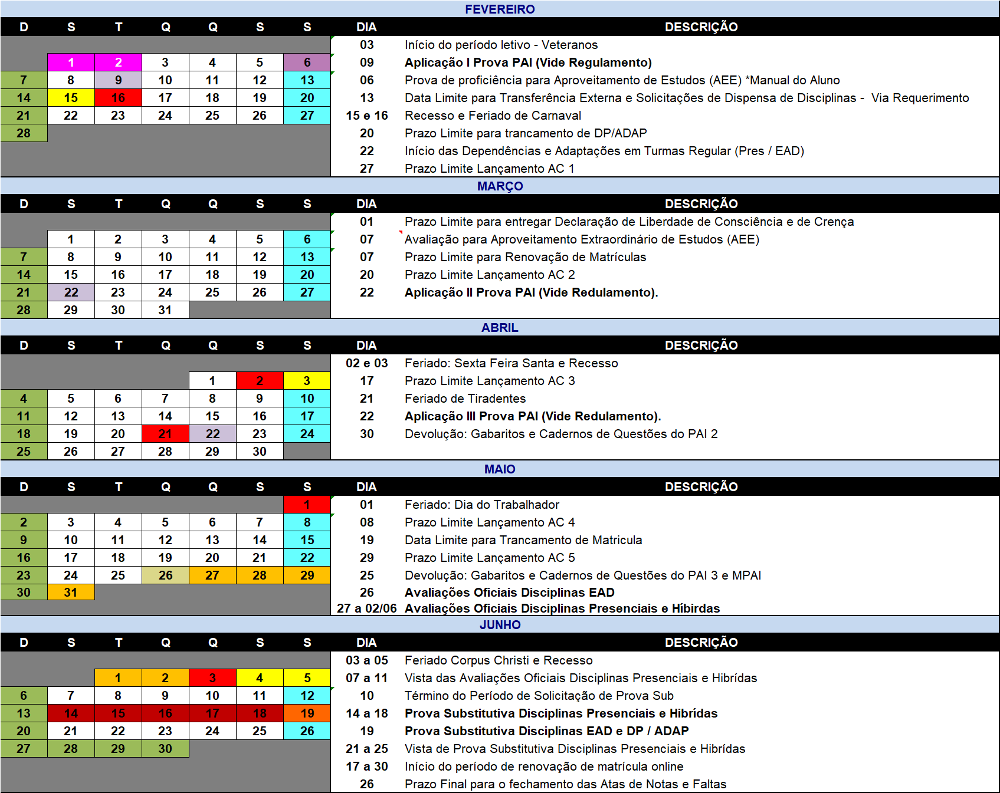 FEVEREIRO
D S T Q Q S S DIA DESCRIÇÃO
03 Início do período letivo - Veteranos
1 2 3 4 5 6 09 Aplicação I Prova PAI (Vide Regulamento)
7 8 9 10 11 12 13 06 Prova de proficiência para Aproveitamento de Estudos (AEE) *Manual do Aluno
14 15 16 17 18 19 20 13 Data Limite para Transferência Externa e Solicitações de Dispensa de Disciplinas - Via Requerimento
21 22 23 24 25 26 27 15 e 16 Recesso e Feriado de Carnaval
28 20 Prazo Limite para trancamento de DP/ADAP
22 Início das Dependências e Adaptações em Turmas Regular (Pres / EAD)
27 Prazo Limite Lançamento AC 1
MARÇO
D S T Q Q S S DIA DESCRIÇÃO
01 Prazo Limite para entregar Declaração de Liberdade de Consciência e de Crença
1 2 3 4 5 6 07 Avaliação para Aproveitamento Extraordinário de Estudos (AEE)
7 8 9 10 11 12 13 07 Prazo Limite para Renovação de Matrículas
14 15 16 17 18 19 20 20 Prazo Limite Lançamento AC 2
21 22 23 24 25 26 27 22 Aplicação II Prova PAI (Vide Redulamento).
28 29 30 31
ABRIL
D S T Q Q S S DIA DESCRIÇÃO
02 e 03 Feriado: Sexta Feira Santa e Recesso
1 2 3 17 Prazo Limite Lançamento AC 3
4 5 6 7 8 9 10 21 Feriado de Tiradentes
11 12 13 14 15 16 17 22 Aplicação III Prova PAI (Vide Redulamento).
18 19 20 21 22 23 24 30 Devolução: Gabaritos e Cadernos de Questões do PAI 2
25 26 27 28 29 30
MAIO
D S T Q Q S S DIA DESCRIÇÃO
1 01 Feriado: Dia do Trabalhador
2 3 4 5 6 7 8 08 Prazo Limite Lançamento AC 4
9 10 11 12 13 14 15 19 Data Limite para Trancamento de Matricula
16 17 18 19 20 21 22 29 Prazo Limite Lançamento AC 5
23 24 25 26 27 28 29 25 Devolução: Gabaritos e Cadernos de Questões do PAI 3 e MPAI
30 31 26 Avaliações Oficiais Disciplinas EAD
27 a 02/06 Avaliações Oficiais Disciplinas Presenciais e Híbirdas
JUNHO
D S T Q Q S S DIA DESCRIÇÃO
03 a 05 Feriado Corpus Christi e Recesso
1 2 3 4 5 07 a 11 Vista das Avaliações Oficiais Disciplinas Presenciais e Hibrídas
6 7 8 9 10 11 12 10 Término do Período de Solicitação de Prova Sub
13 14 15 16 17 18 19 14 a 18 Prova Substitutiva Disciplinas Presenciais e Hibrídas
20 21 22 23 24 25 26 19 Prova Substitutiva Disciplinas EAD e DP / ADAP
27 28 29 30 21 a 25 Vista de Prova Substitutiva Disciplinas Presenciais e Hibrídas
17 a 30 Início do período de renovação de matrícula online
26 Prazo Final para o fechamento das Atas de Notas e Faltas